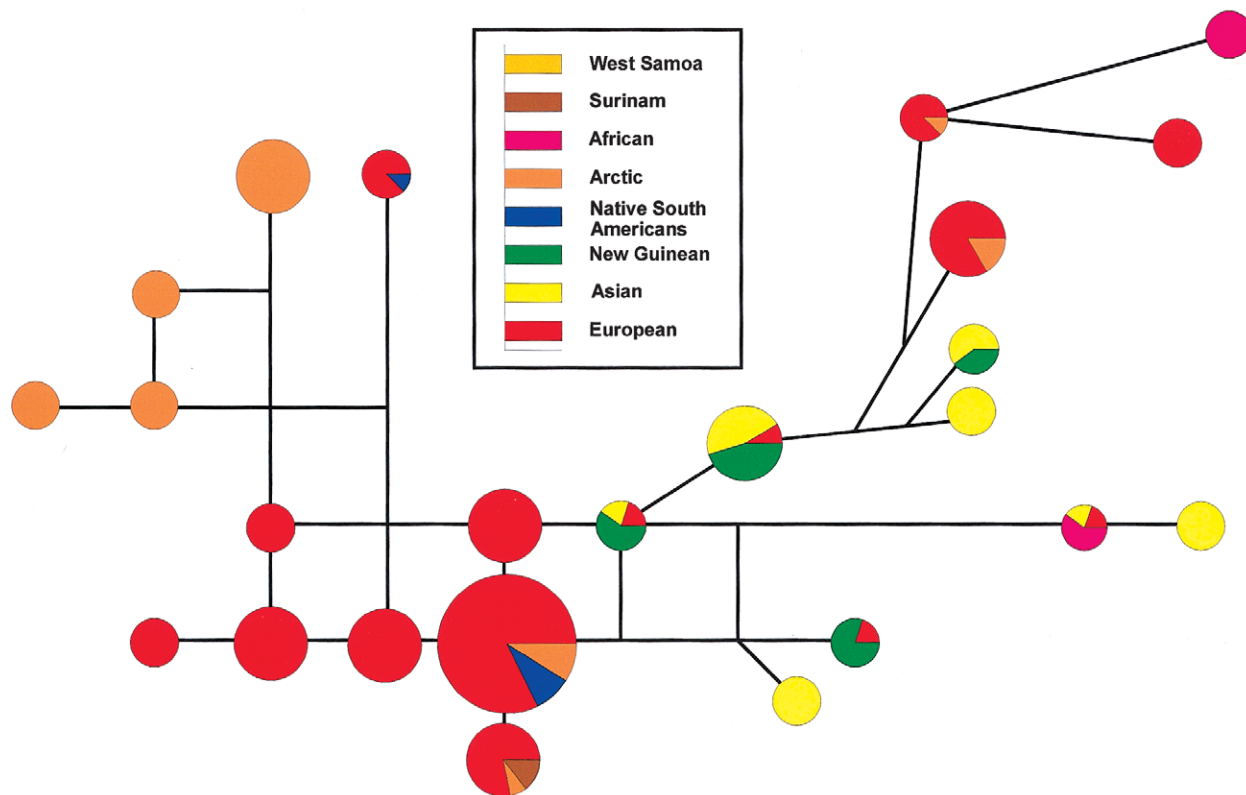 West Samoa
Surinam
African
Arctic
Native South
Americans
New Guinean
Asian
European